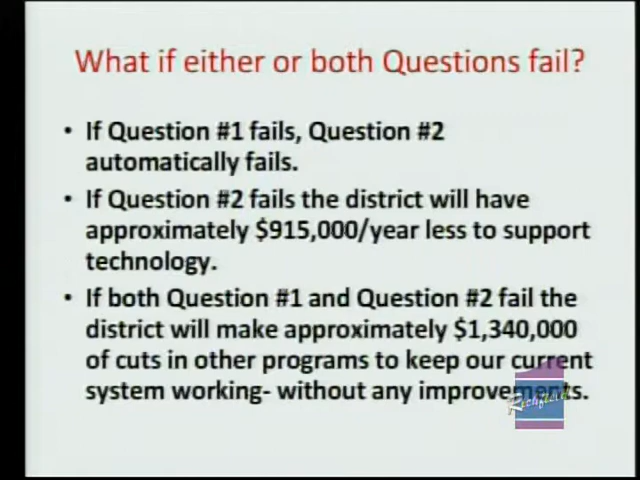 What if either or both Questions fail?
• If Question #1 fails, Question #2
automatically fails.
• If Question #2 fails the district will have
approximately $915,000/year less to support
technology.
• If both Question #1 and Question #2 fail the
district will make approximately $1,340,000
of cuts in other programs to keep our current
system working- without any improvements.
Richfield